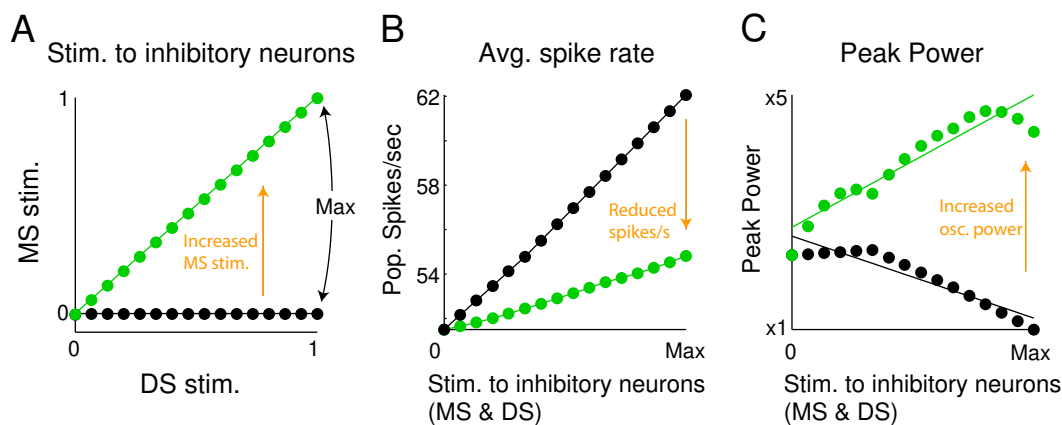 A
Stim. to inhibitory neurons
1
MS stim.
0
Increased
MS stim.
Max
0
1
DS stim.
B
Avg. spike rate
62
58
54
Pop. Spikes/sec
Reduced
spikes/s
0
Max
Stim. to inhibitory neurons
(MS & DS)
C
Peak Power
x5
Peak Power
x1
Increased
osc. power
0
Max
Stim. to inhibitory neurons
(MS & DS)